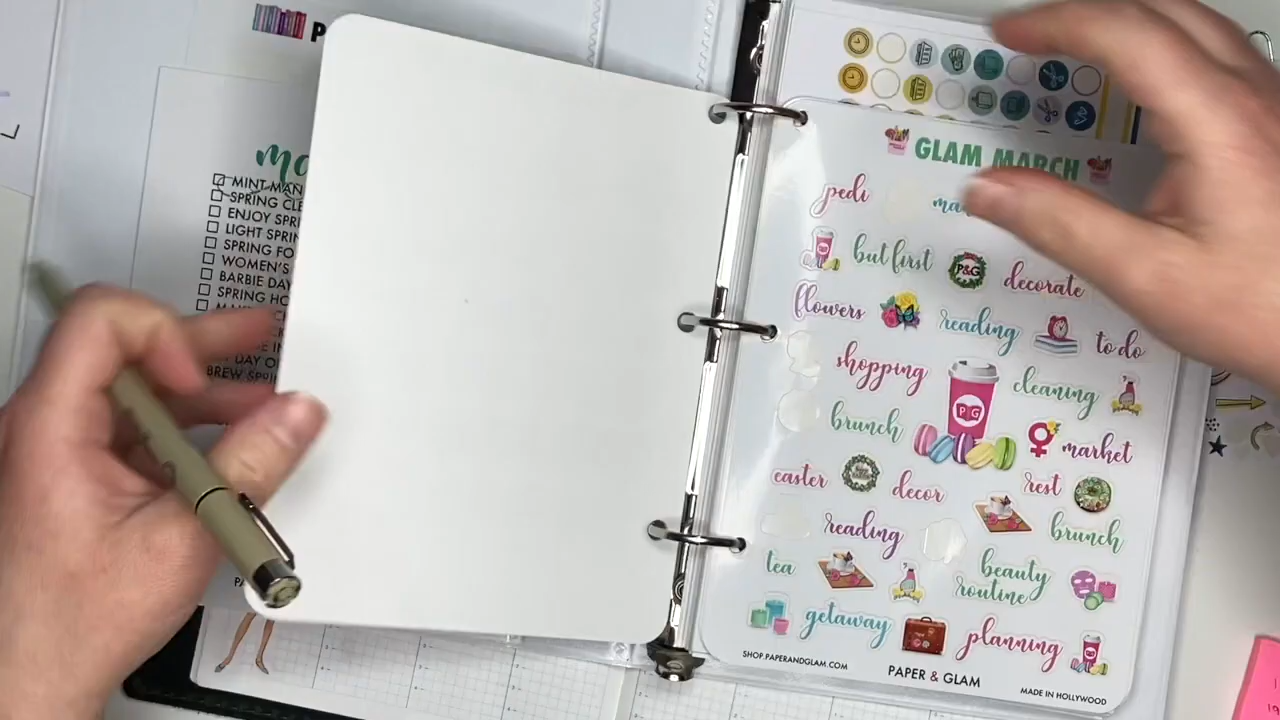 MINT MAN
SPRING CLE
ENJOY SPRI
LIGHT SPRIN
SPRING FO
WOMEN'S
BARBIE DAY
SPRING HO
DAY O
BREW SPRI
GLAM MARCH
pedi
but first P&G decorate
flowers reading to do
shopping cleaning
P G
brunch market
easter decor rest
reading brunch
tea beauty
routine
getaway planning
SHOP.PAPERANDGLAM.COM
PAPER & GLAM
MADE IN HOLLYWOOD